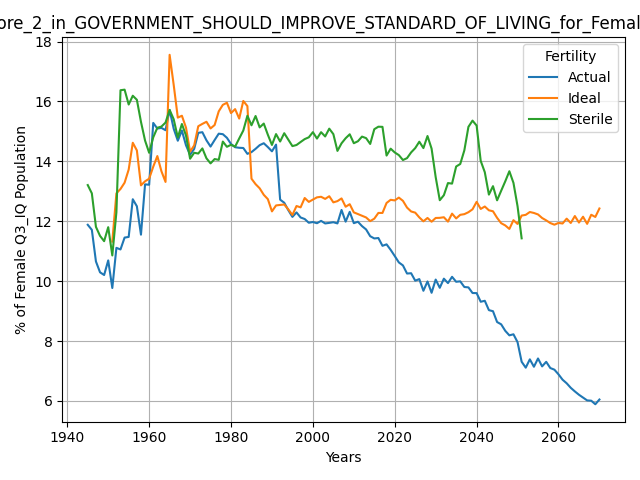 ore_2_in_GOVERNMENT_SHOULD_IMPROVE_STANDARD_OF_LIVING_for_Femal
Fertility
Actual
Ideal
Sterile
% of Female Q3_IQ Population
18
16
14
12
10
8
6
1940 1960 1980 2000 2020 2040 2060
Years